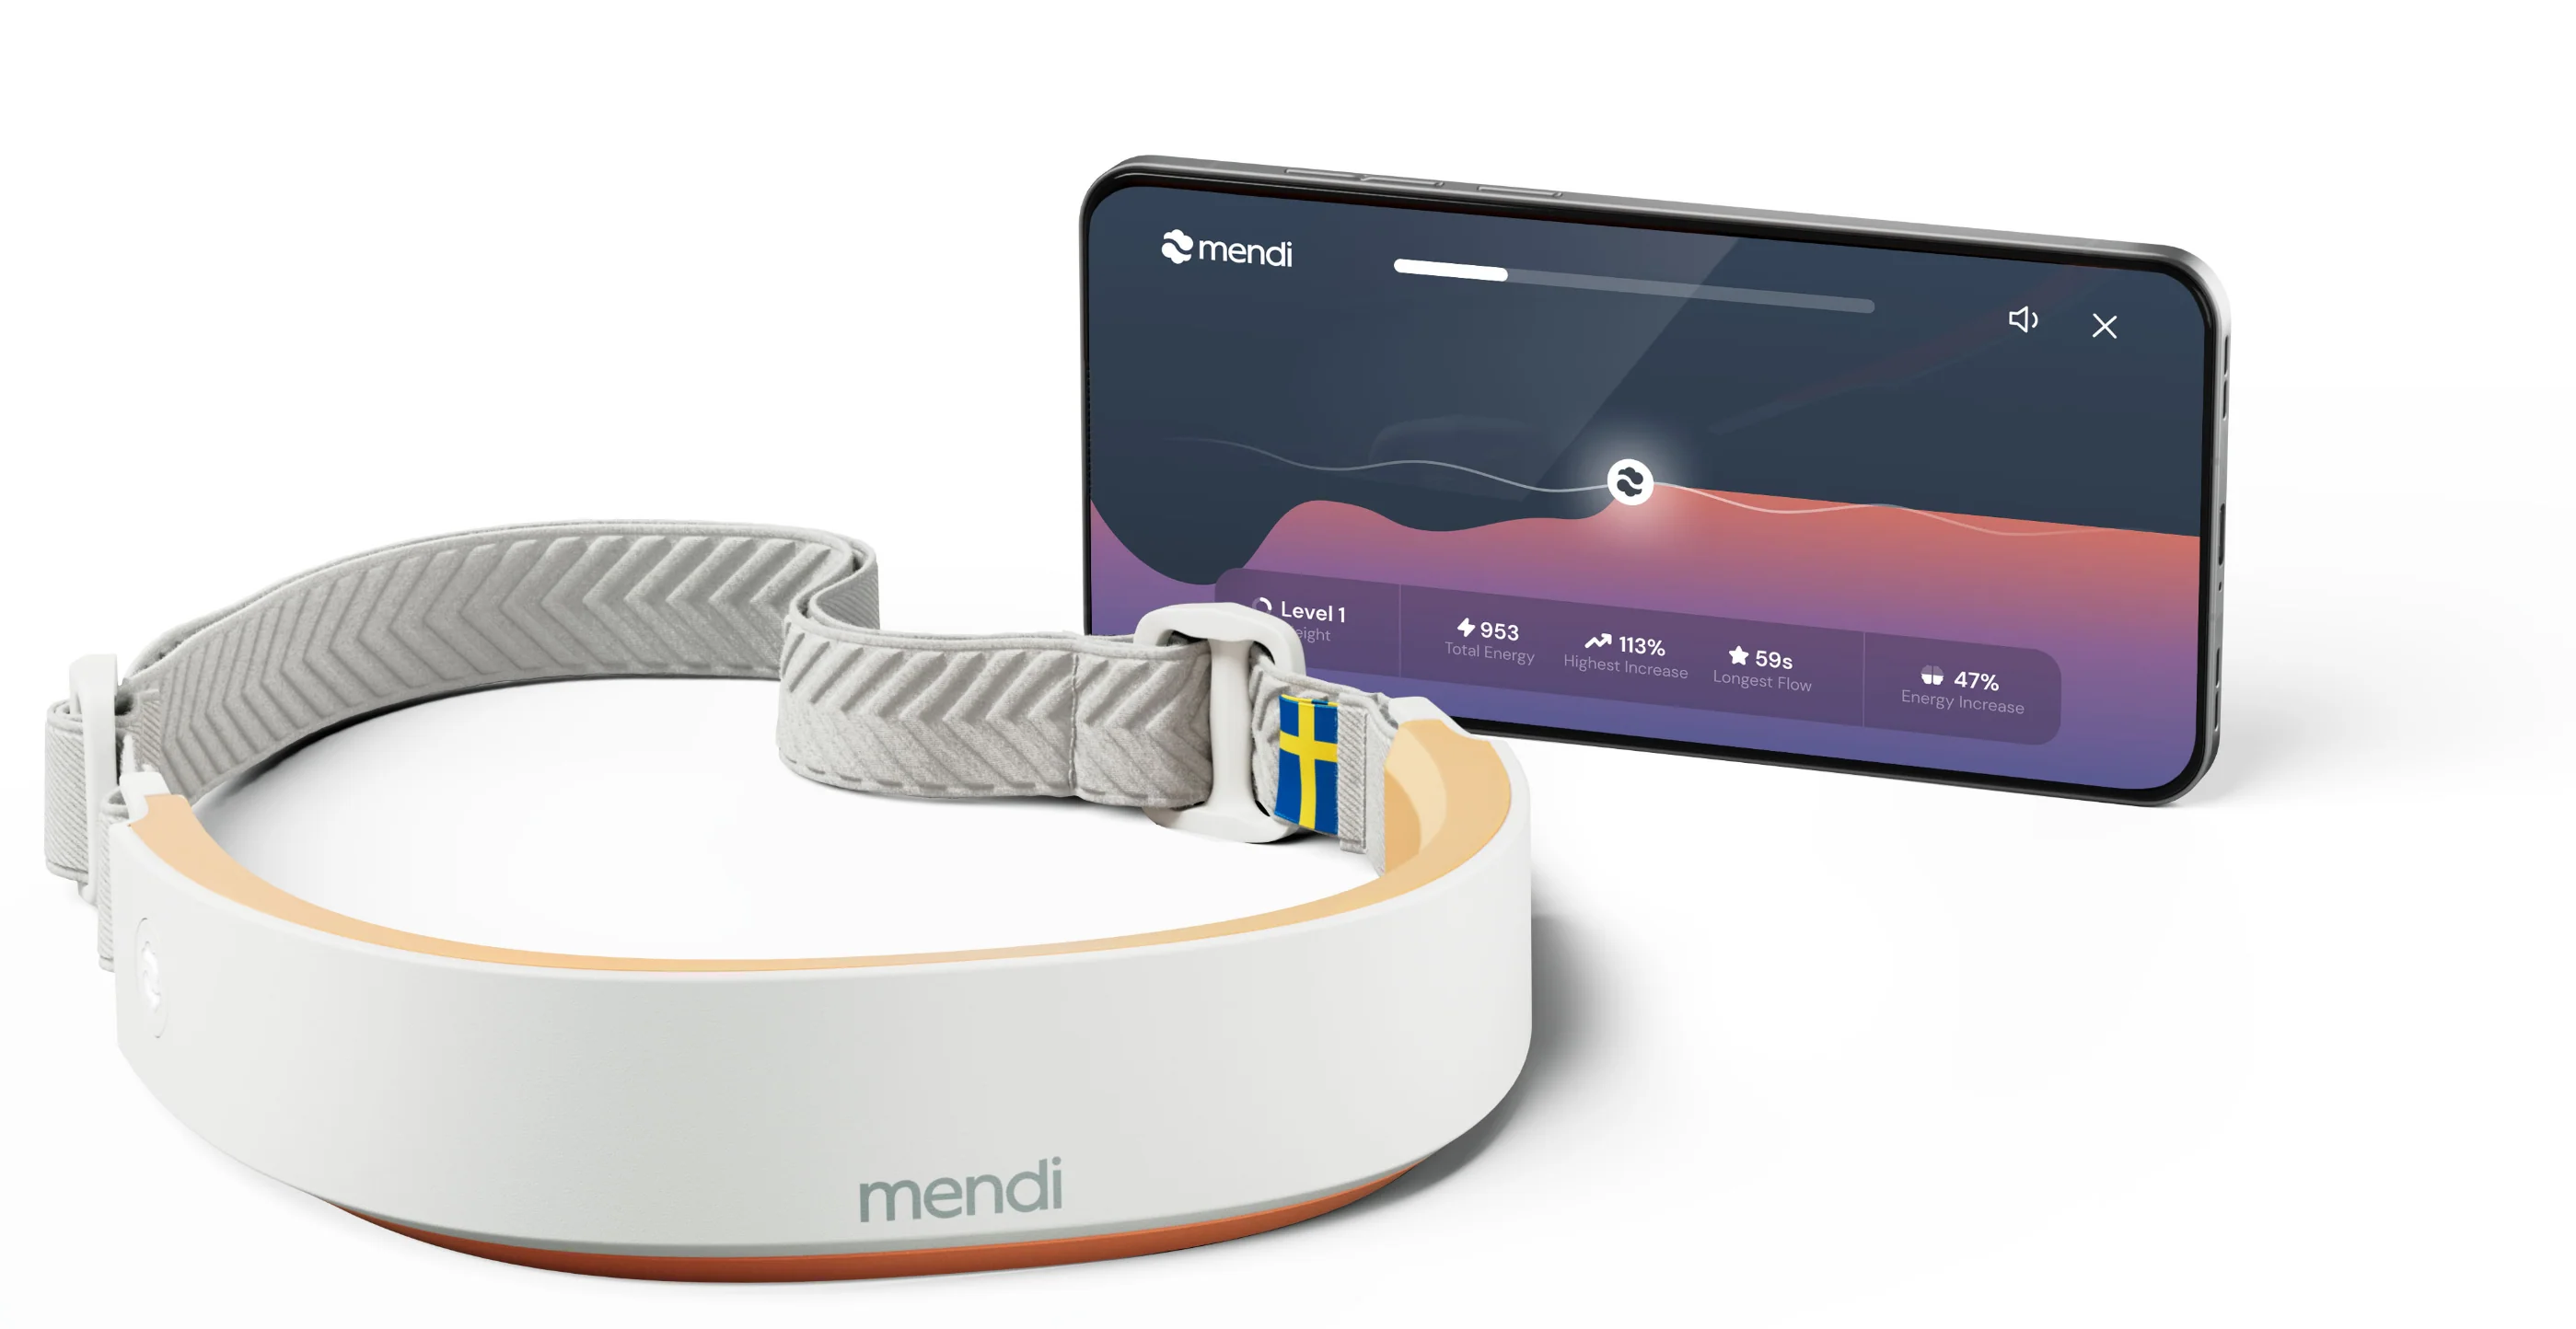 mendi
Level 1
953
Total Energy
113%
Highest Increase
59s
Longest Flow
47%
Energy Increase
mendi